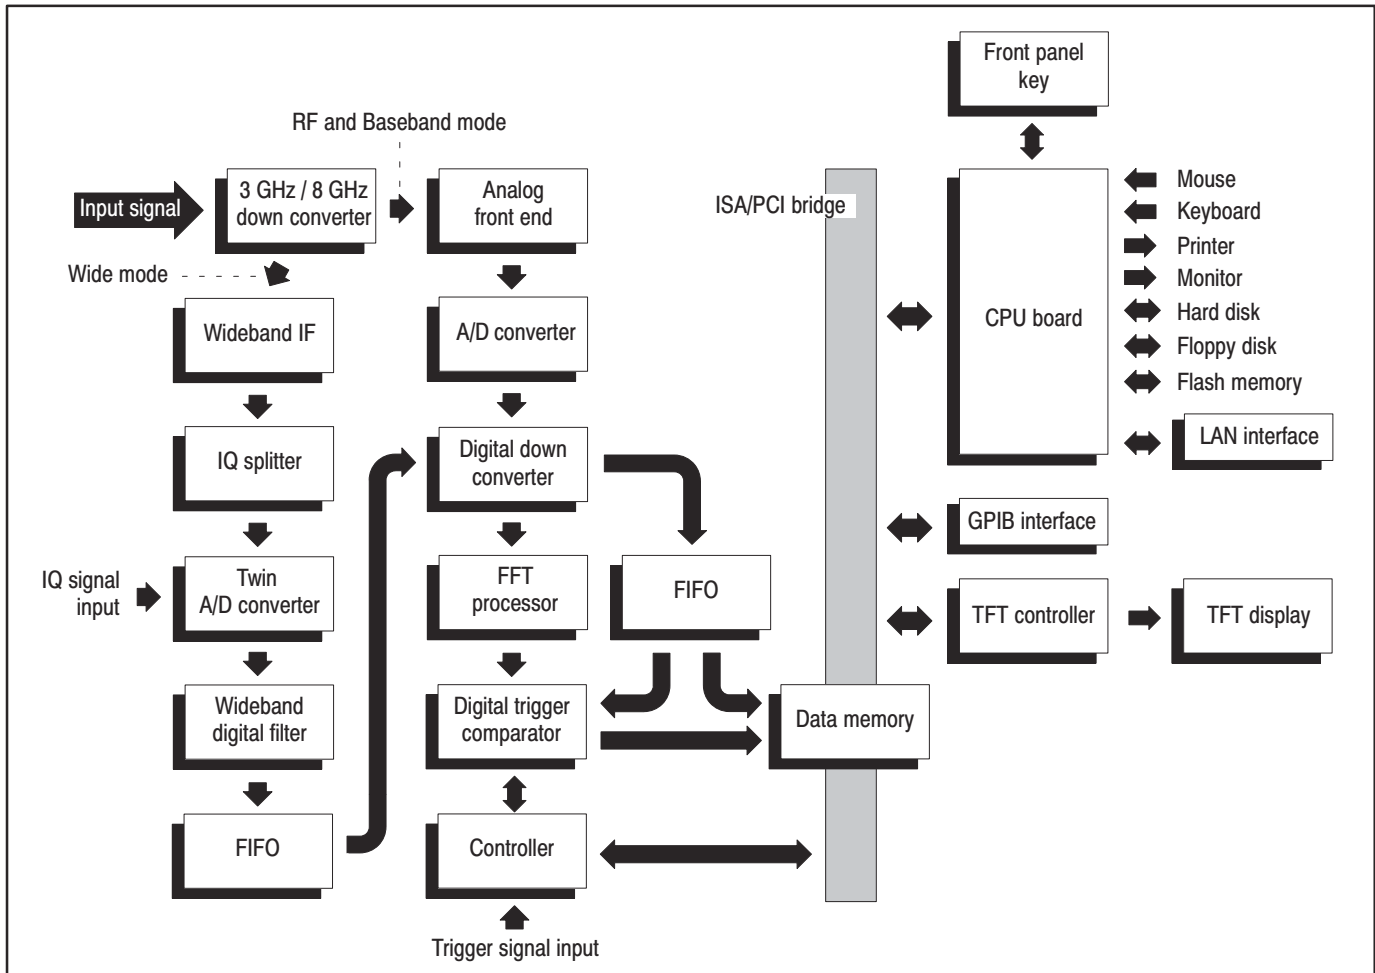 Front panel
key
RF and Baseband mode
Input signal
3 GHz / 8 GHz
down converter
Analog
front end
ISA/PCI bridge
Mouse
Keyboard
Printer
Monitor
Hard disk
Floppy disk
Flash memory
CPU board
Wide mode
Wideband IF
A/D converter
IQ splitter
Digital down
converter
LAN interface
GPIB interface
IQ signal
input
Twin
A/D converter
FFT
processor
FIFO
TFT controller
TFT display
Wideband
digital filter
Digital trigger
comparator
Data memory
FIFO
Controller
Trigger signal input